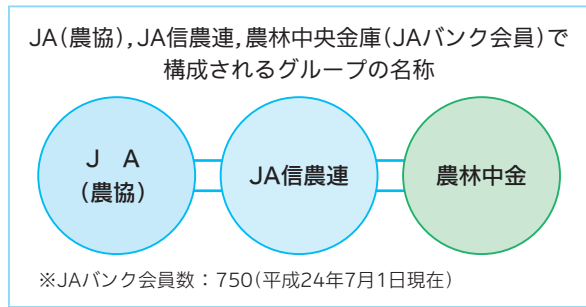 JA（農協）,JA信農連,農林中央金庫（JAバンク会員）で
構成されるグループの名称
J A
（農協）
JA信農連
農林中金
※JAバンク会員数：750（平成24年7月1日現在）